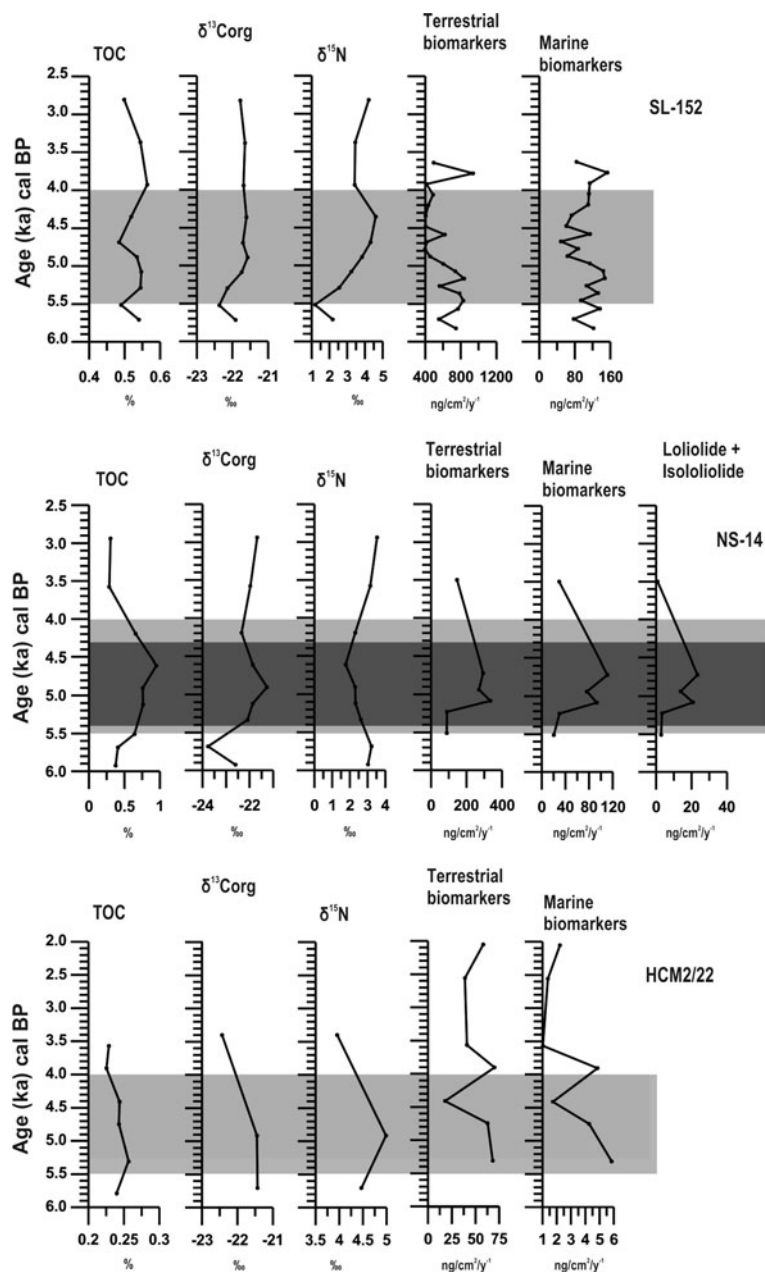 TOC
δ¹³Corg
δ¹⁵N
Terrestrial
biomarkers
Marine
biomarkers
SL-152
Age (ka) cal BP
2.5
3.0
3.5
4.0
4.5
5.0
5.5
6.0
0.4 0.5 0.6
%
-23 -22 -21
‰
1 2 3 4 5
‰
400 800 1200
ng/cm²/y⁻¹
0 80 160
ng/cm²/y⁻¹
TOC
δ¹³Corg
δ¹⁵N
Terrestrial
biomarkers
Marine
biomarkers
Loliolide +
Isololiolide
NS-14
Age (ka) cal BP
2.5
3.0
3.5
4.0
4.5
5.0
5.5
6.0
0 0.5 1
%
-24 -22
‰
0 1 2 3 4
‰
0 200 400
ng/cm²/y⁻¹
0 40 80 120
ng/cm²/y⁻¹
0 20 40
ng/cm²/y⁻¹
TOC
δ¹³Corg
δ¹⁵N
Terrestrial
biomarkers
Marine
biomarkers
HCM2/22
Age (ka) cal BP
2.0
2.5
3.0
3.5
4.0
4.5
5.0
5.5
6.0
0.2 0.25 0.3
%
-23 -22 -21
‰
3.5 4 4.5 5
‰
0 25 50 75
ng/cm²/y⁻¹
1 2 3 4 5 6
ng/cm²/y⁻¹